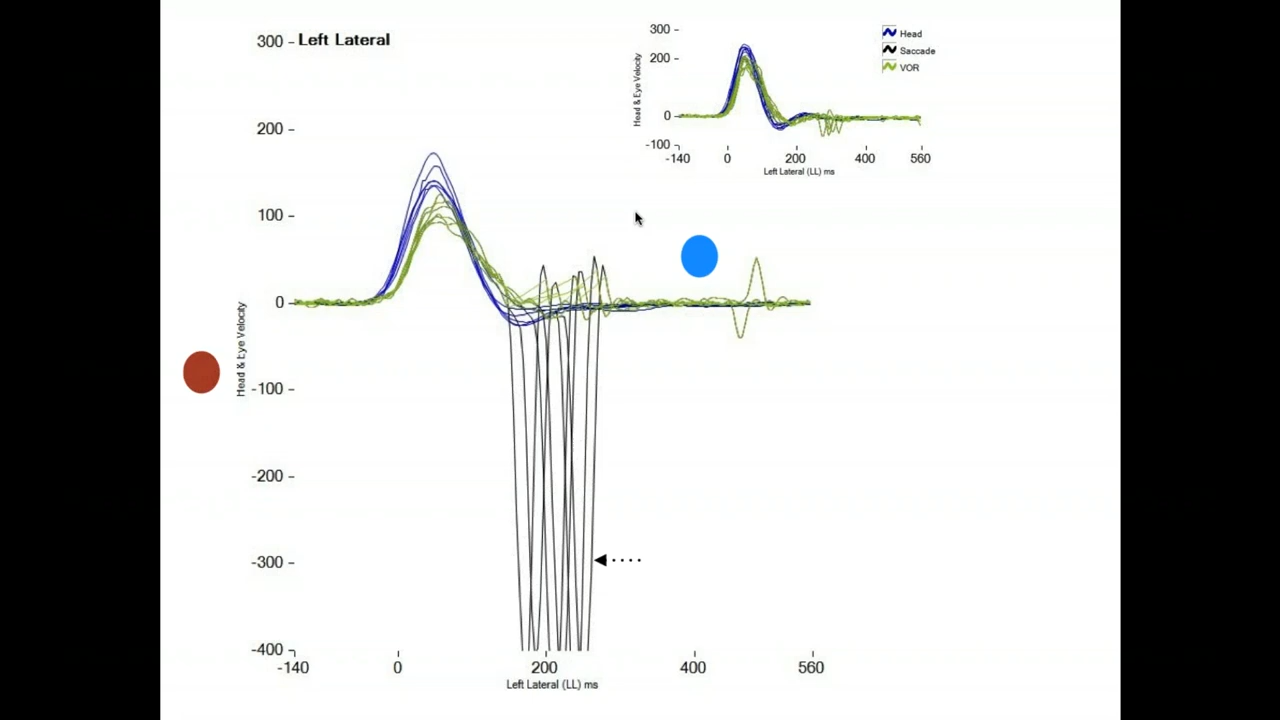 Left Lateral
300
200
100
0
-100
-200
-300
-400
Head & Eye Velocity
-140
0
200
400
560
Left Lateral (LL) ms
300
200
0
-100
Head & Eye Velocity
-140
0
200
400
560
Left Lateral (LL) ms
Head
Saccade
VOR